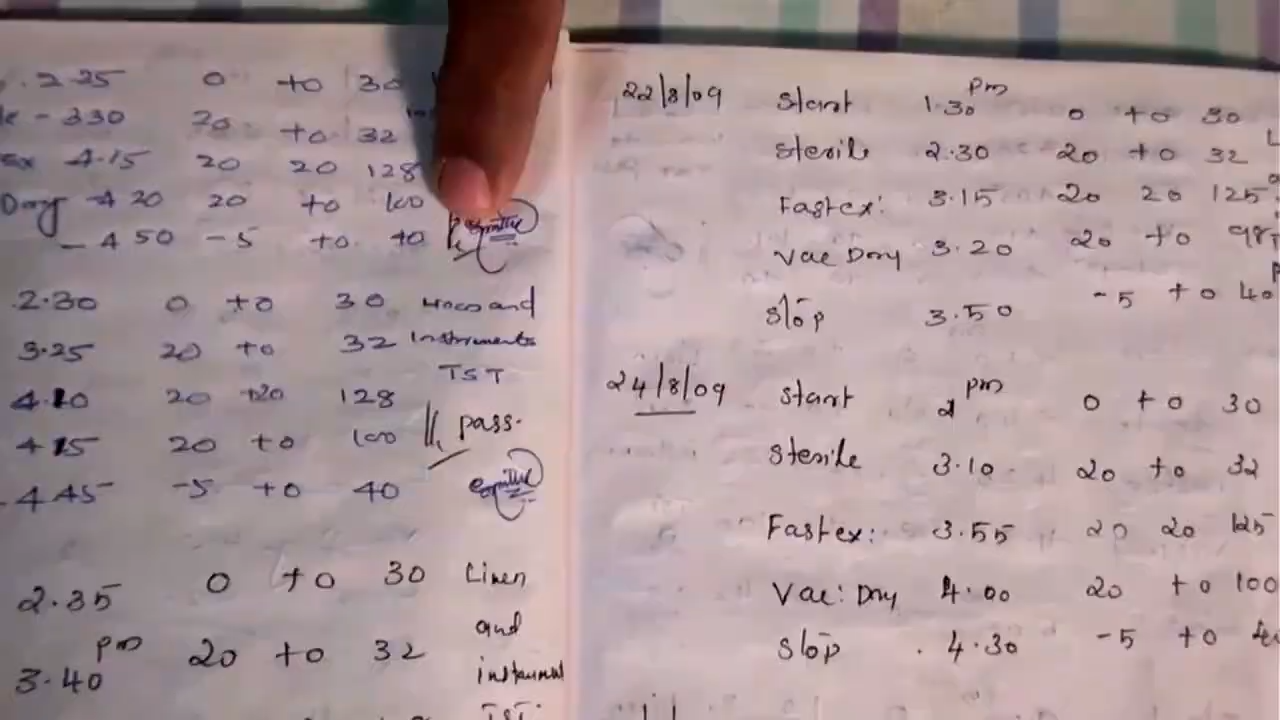 2.25 0 to 30
330 20 to 32
4.15 20 20 128
Dry 4 20 20 to 100
- 4 50 -5 to 40
2.30 0 to 30 and
3.25 20 to 32 Instruments
TST
4.10 20 20 128
4 15 20 to 100 pass.
- 4 45 -5 to 40
2.35 0 to 30 Linen
and
pm
3.40 20 to 32 instrument
TST:
22/8/09 Start 1.30 pm 0 to 30
Sterile 2.30 20 to 32
Fastex: 3.15 20 20 125
Vac Dry 3.20 20 to 98
Stop 3.50 -5 to 40
24/8/09 Start 2 pm 0 to 30
Sterile 3.10 20 to 32
Fastex: 3.55 20 20 125
Vac: Dry 4.00 20 to 100
Stop 4.30 -5 to